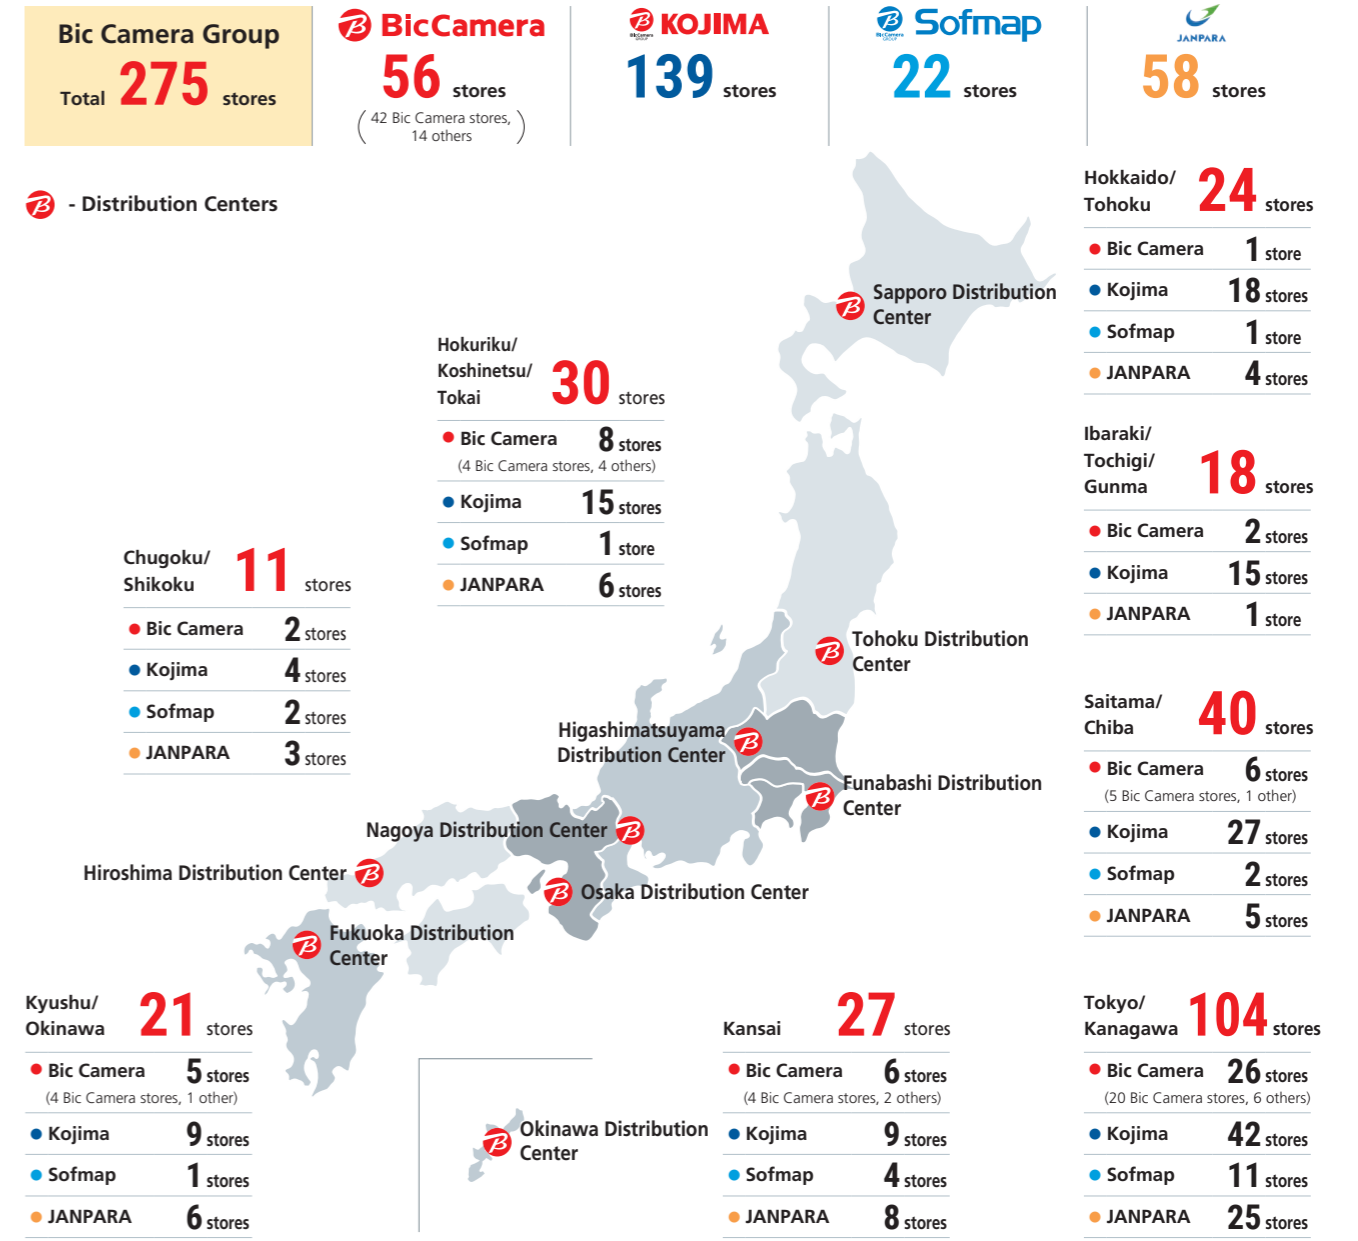 Bic Camera Group
Total 275 stores
BicCamera
56 stores
(42 Bic Camera stores,
14 others)
BicCamera
GROUP
KOJIMA
139 stores
BicCamera
GROUP
Sofmap
22 stores
JANPARA
58 stores
- Distribution Centers
Hokkaido/
Tohoku
24 stores
Bic Camera 1 store
Kojima 18 stores
Sofmap 1 store
JANPARA 4 stores
Sapporo Distribution
Center
Hokuriku/
Koshinetsu/
Tokai
30 stores
Bic Camera 8 stores
(4 Bic Camera stores, 4 others)
Kojima 15 stores
Sofmap 1 store
JANPARA 6 stores
Ibaraki/
Tochigi/
Gunma
18 stores
Bic Camera 2 stores
Kojima 15 stores
JANPARA 1 store
Chugoku/
Shikoku
11 stores
Bic Camera 2 stores
Kojima 4 stores
Sofmap 2 stores
JANPARA 3 stores
Tohoku Distribution
Center
Higashimatsuyama
Distribution Center
Funabashi Distribution
Center
Saitama/
Chiba
40 stores
Bic Camera 6 stores
(5 Bic Camera stores, 1 other)
Kojima 27 stores
Sofmap 2 stores
JANPARA 5 stores
Nagoya Distribution Center
Hiroshima Distribution Center
Osaka Distribution Center
Fukuoka Distribution
Center
Kyushu/
Okinawa
21 stores
Bic Camera 5 stores
(4 Bic Camera stores, 1 other)
Kojima 9 stores
Sofmap 1 stores
JANPARA 6 stores
Okinawa Distribution
Center
Kansai
27 stores
Bic Camera 6 stores
(4 Bic Camera stores, 2 others)
Kojima 9 stores
Sofmap 4 stores
JANPARA 8 stores
Tokyo/
Kanagawa
104 stores
Bic Camera 26 stores
(20 Bic Camera stores, 6 others)
Kojima 42 stores
Sofmap 11 stores
JANPARA 25 stores